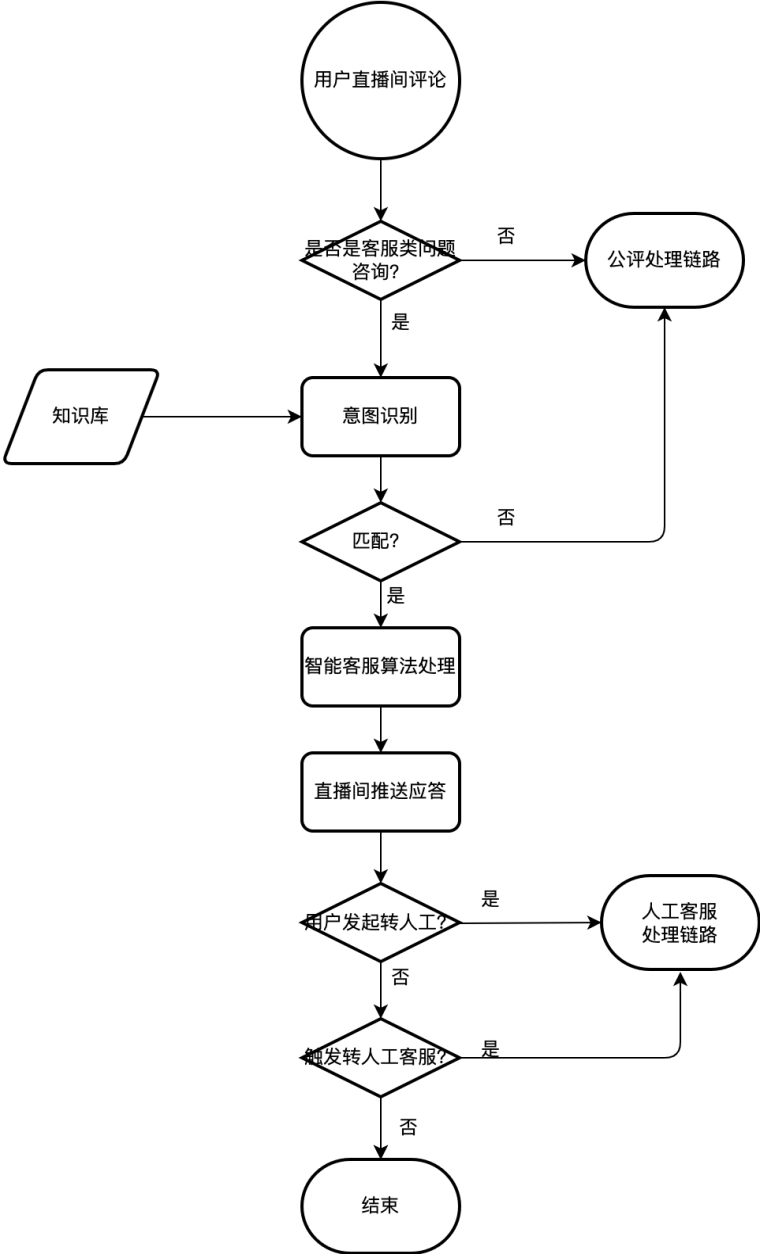 用户直播间评论
是否是客服类问题
咨询?
否
公评处理链路
是
知识库
意图识别
匹配?
否
是
智能客服算法处理
直播间推送应答
用户发起转人工?
是
人工客服
处理链路
否
触发转人工客服?
是
否
结束